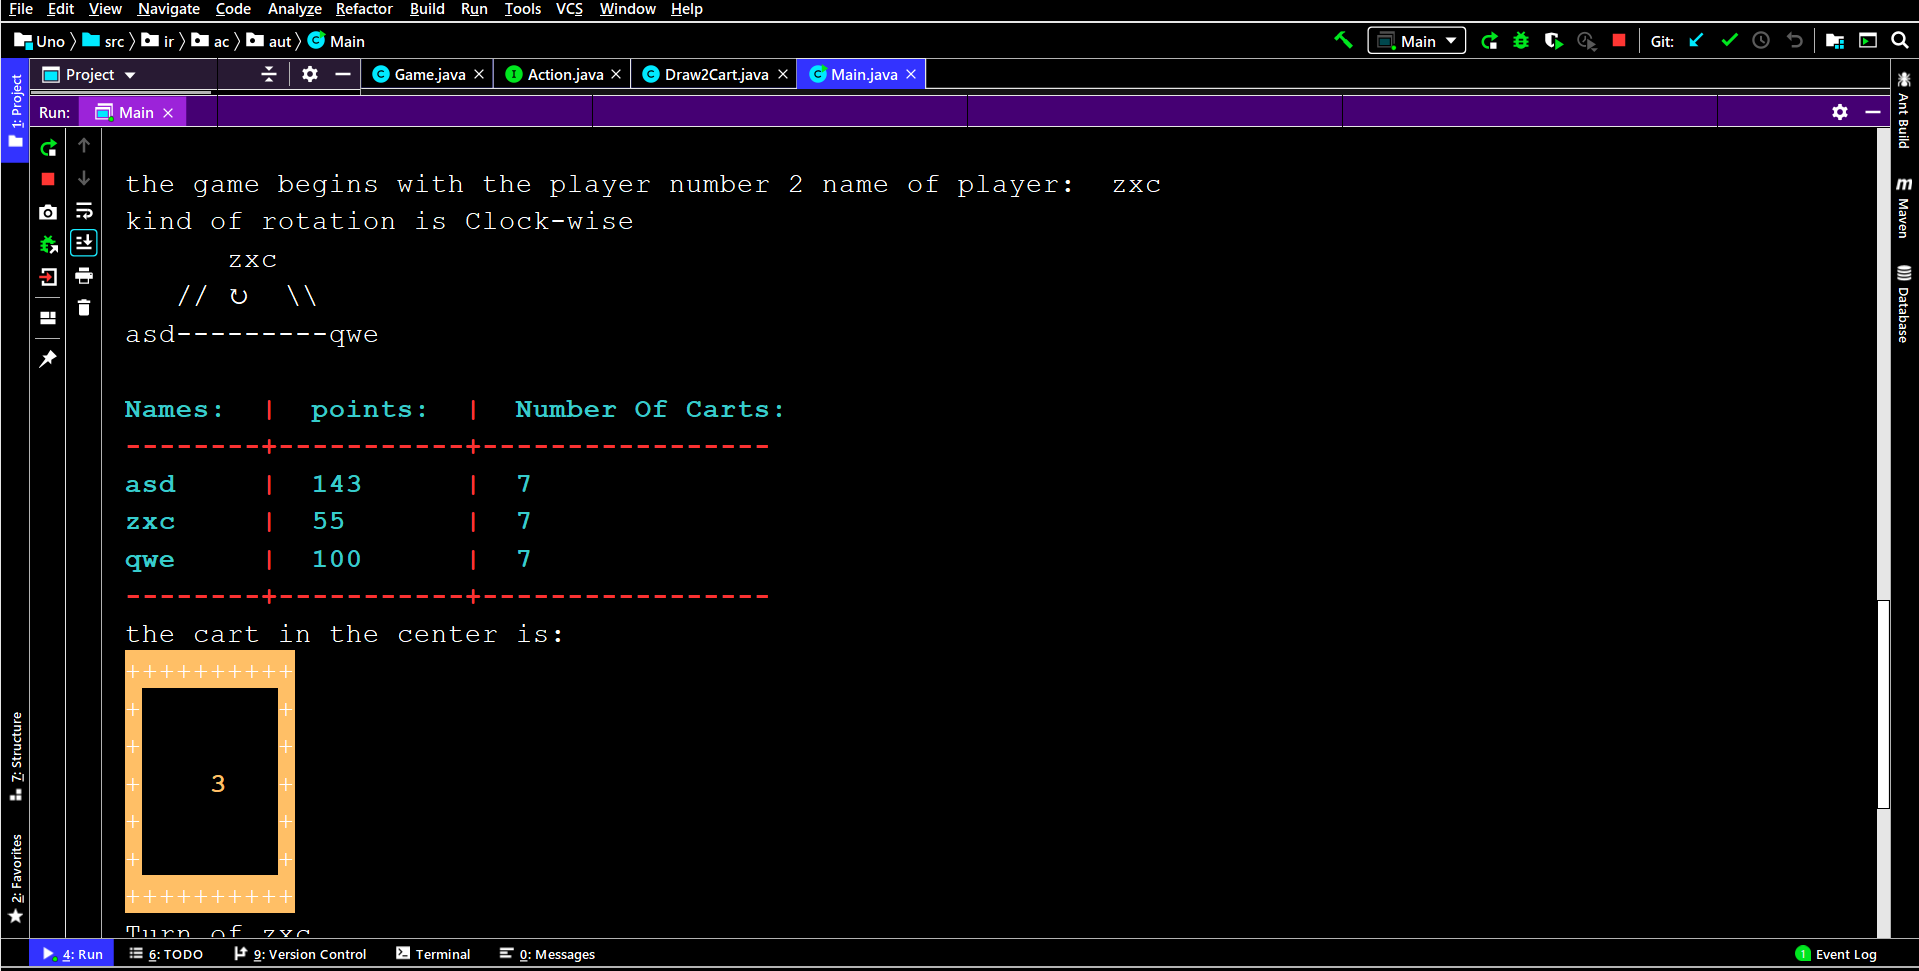 File Edit View Navigate Code Analyze Refactor Build Run Tools VCS Window Help
Uno src ir ac aut Main Main Git:
1: Project Project Game.java Action.java Draw2Cart.java Main.java
Run: Main
the game begins with the player number 2 name of player:  zxc
kind of rotation is Clock-wise
zxc
// ↻ \\
asd---------qwe
Names: | points: | Number Of Carts:
--------+-----------+-----------------
asd | 143 | 7
zxc | 55 | 7
qwe | 100 | 7
--------+-----------+-----------------
the cart in the center is:
++++++++++
+ +
+ +
+ 3 +
+ +
+ +
++++++++++
Turn of zxc
Ant Build
Maven
Database
7: Structure
2: Favorites
4: Run 6: TODO 9: Version Control Terminal 0: Messages 1 Event Log